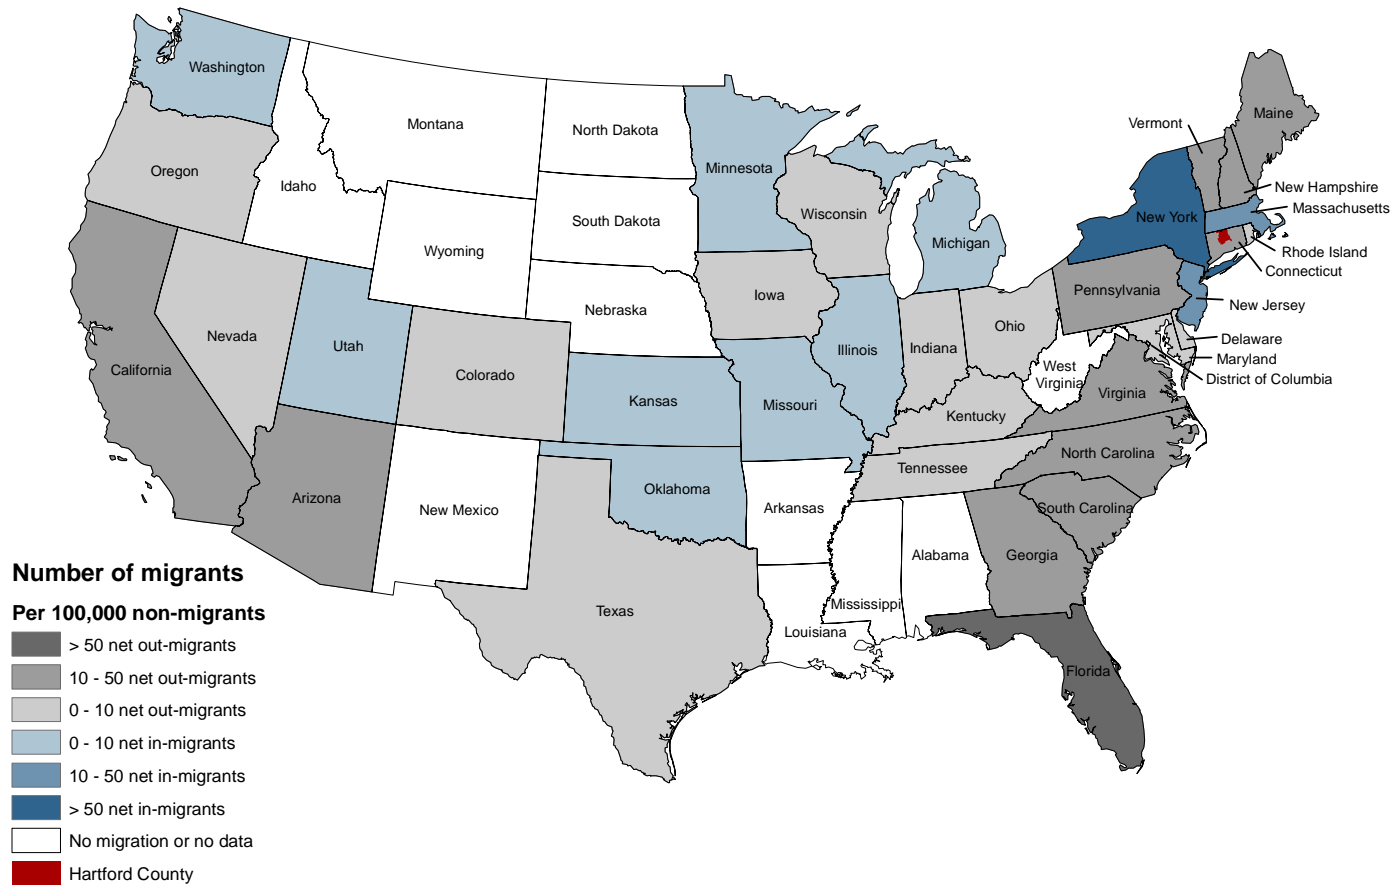 Washington
Montana
North Dakota
Minnesota
Vermont
Maine
Oregon
Idaho
South Dakota
Wisconsin
New Hampshire
Massachusetts
New York
Wyoming
Michigan
Rhode Island
Connecticut
Nebraska
Iowa
Pennsylvania
New Jersey
Nevada
Utah
Ohio
Illinois
Indiana
Delaware
Maryland
District of Columbia
California
Colorado
Kansas
Missouri
West
Virginia
Virginia
Kentucky
North Carolina
Tennessee
Arizona
New Mexico
Oklahoma
Arkansas
South Carolina
Alabama
Georgia
Texas
Mississippi
Louisiana
Florida
Number of migrants
Per 100,000 non-migrants
> 50 net out-migrants
10 - 50 net out-migrants
0 - 10 net out-migrants
0 - 10 net in-migrants
10 - 50 net in-migrants
> 50 net in-migrants
No migration or no data
Hartford County